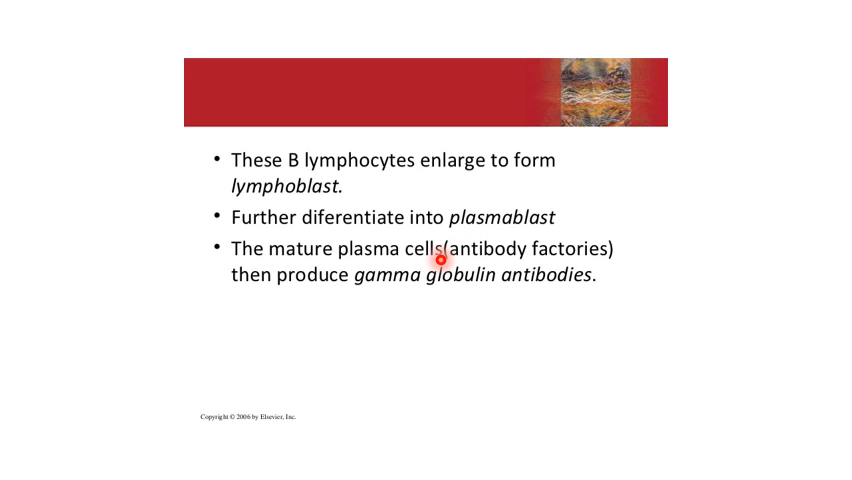 • These B lymphocytes enlarge to form
lymphoblast.
• Further diferentiate into plasmablast
• The mature plasma cells(antibody factories)
then produce gamma globulin antibodies.
Copyright © 2006 by Elsevier, Inc.